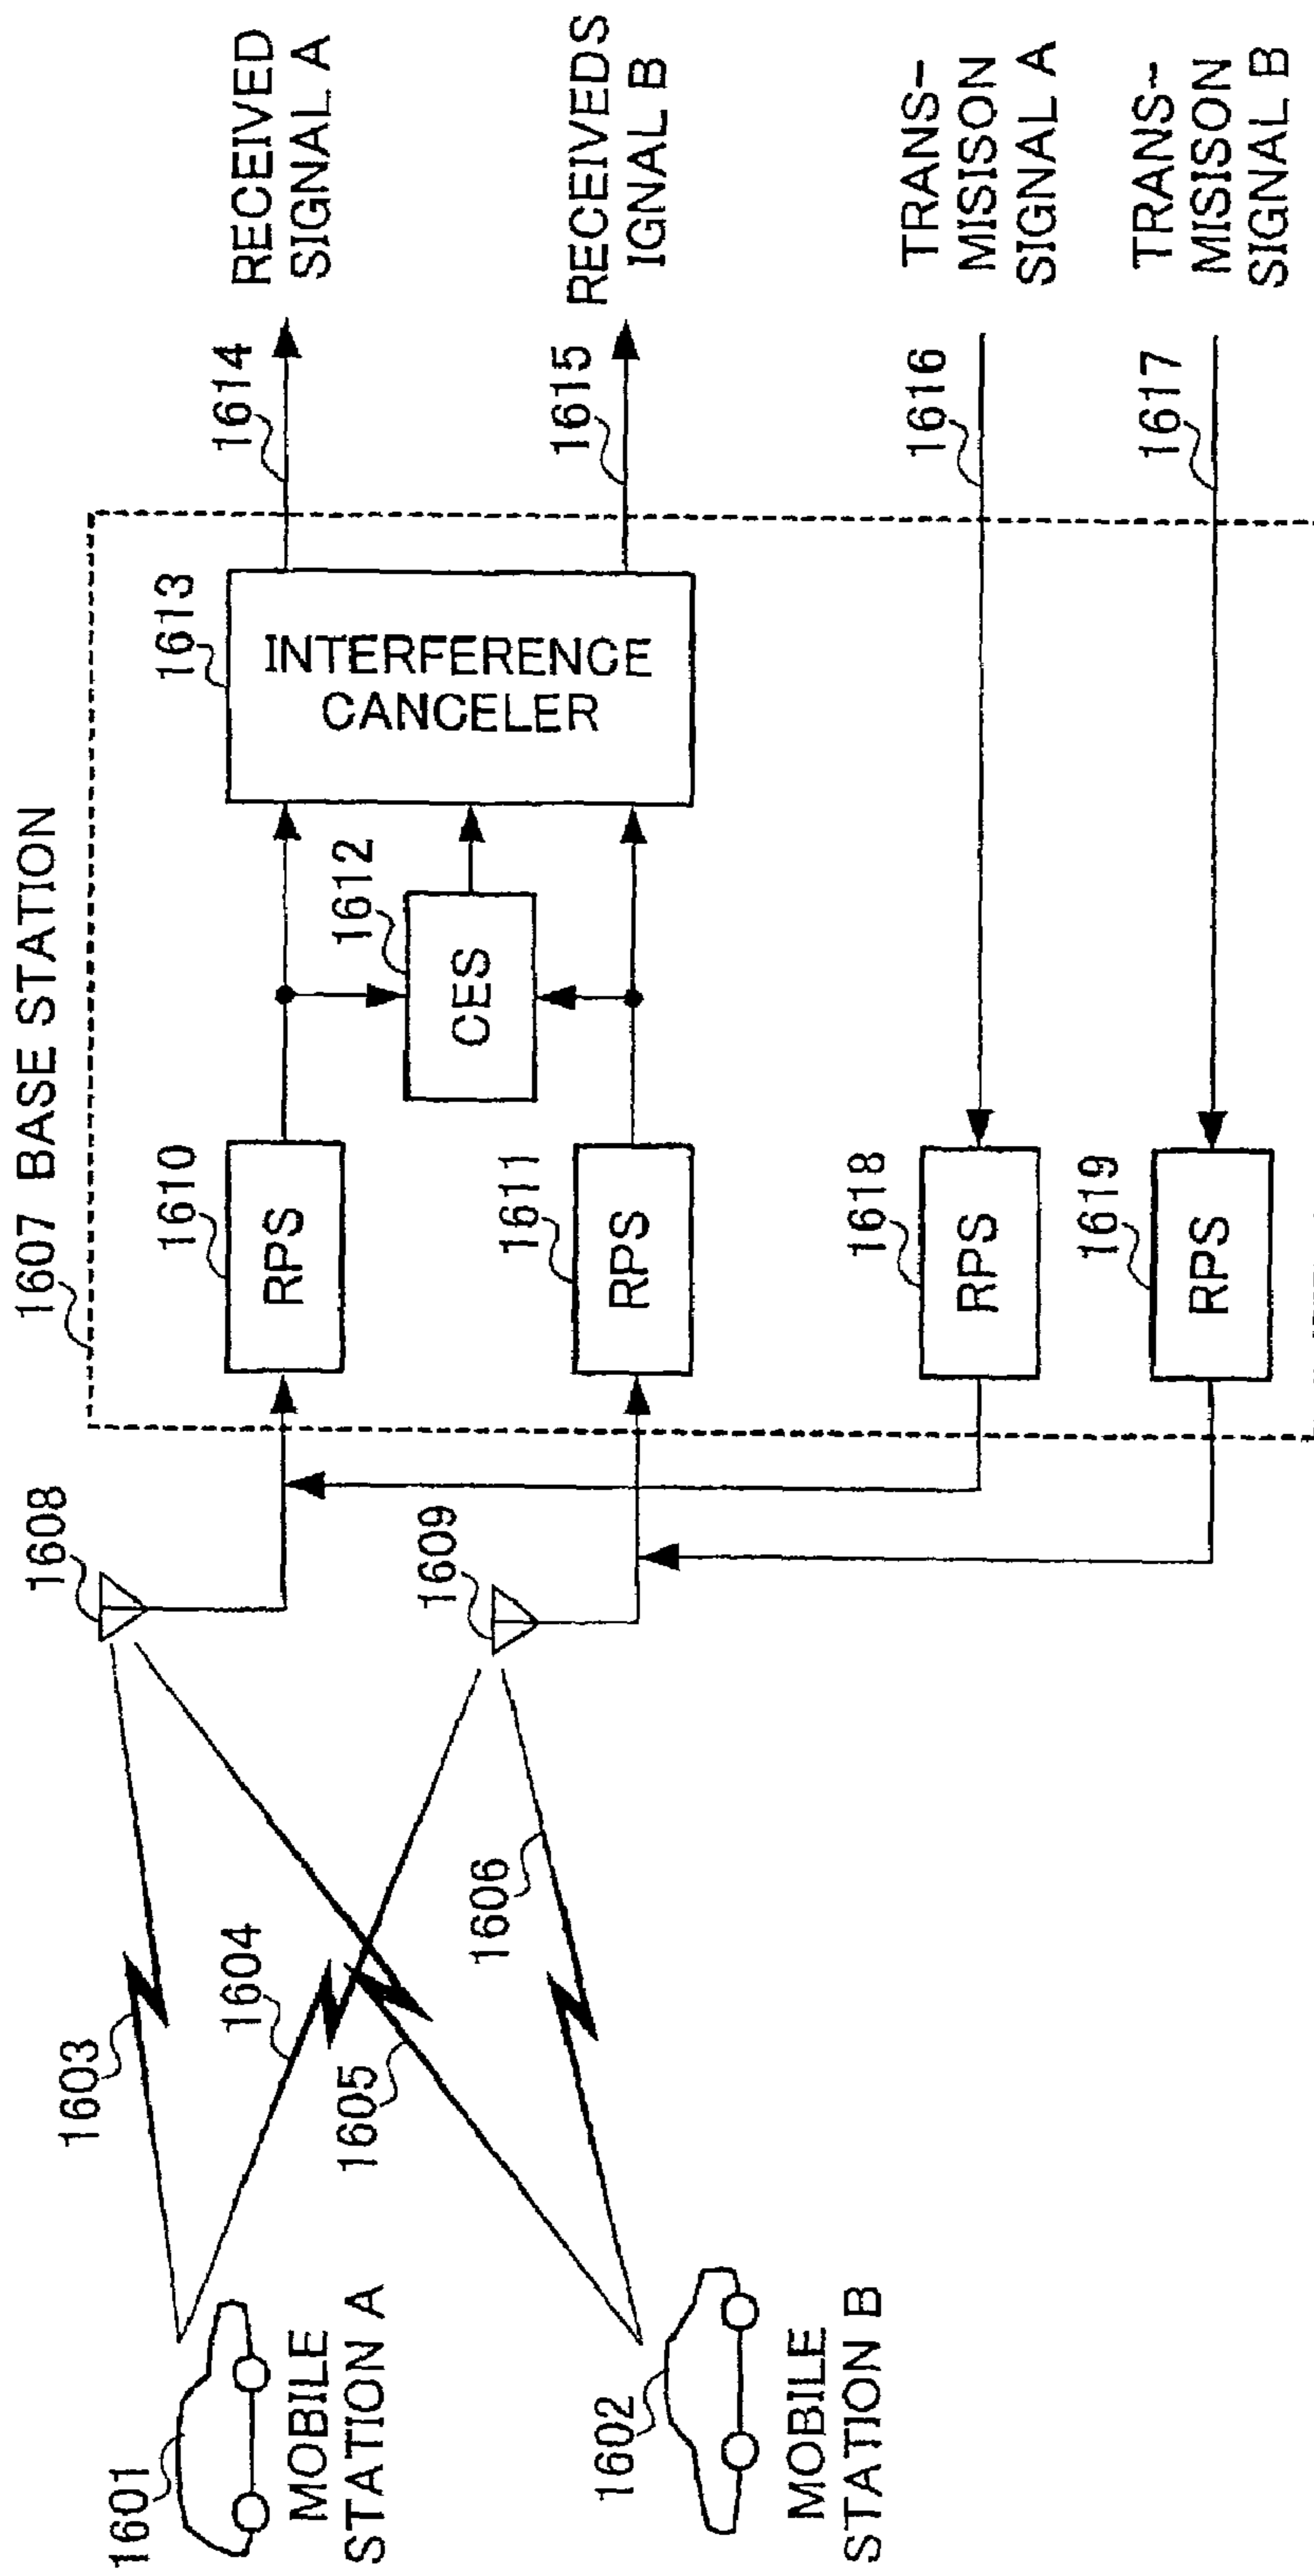 1607 BASE STATION
1608
1609
1610
RPS
1611
RPS
1612
CES
1613
INTERFERENCE
CANCELER
1614
RECEIVED
SIGNAL A
1615
RECEIVEDS
IGNAL B
1603
1604
1605
1606
1601
MOBILE
STATION A
1602
MOBILE
STATION B
1618
RPS
1616
TRANS-
MISISON
SIGNAL A
1619
RPS
1617
TRANS-
MISISON
SIGNAL B